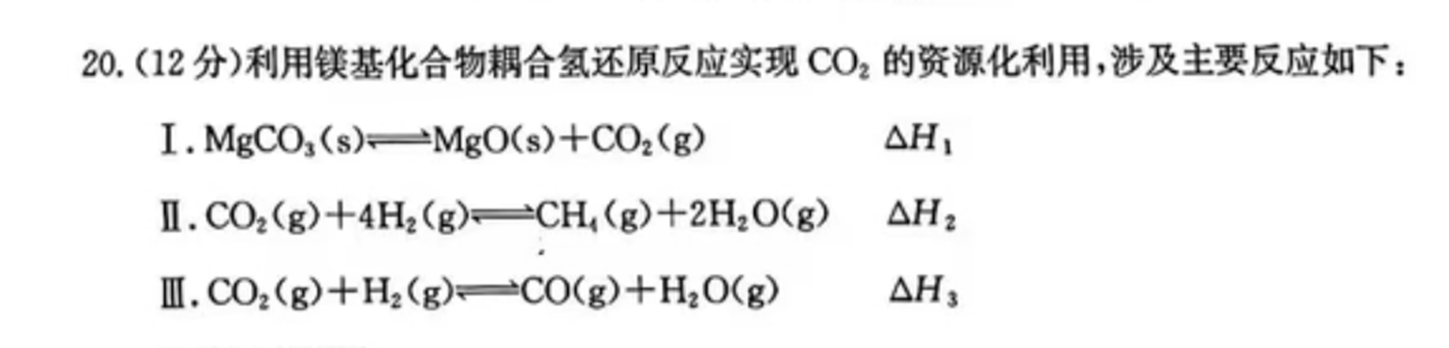 20.(12分)利用镁基化合物耦合氢还原反应实现CO₂的资源化利用,涉及主要反应如下:
Ⅰ.MgCO₃(s)⇌MgO(s)+CO₂(g) ΔH₁
Ⅱ.CO₂(g)+4H₂(g)⇌CH₄(g)+2H₂O(g) ΔH₂
Ⅲ.CO₂(g)+H₂(g)⇌CO(g)+H₂O(g) ΔH₃